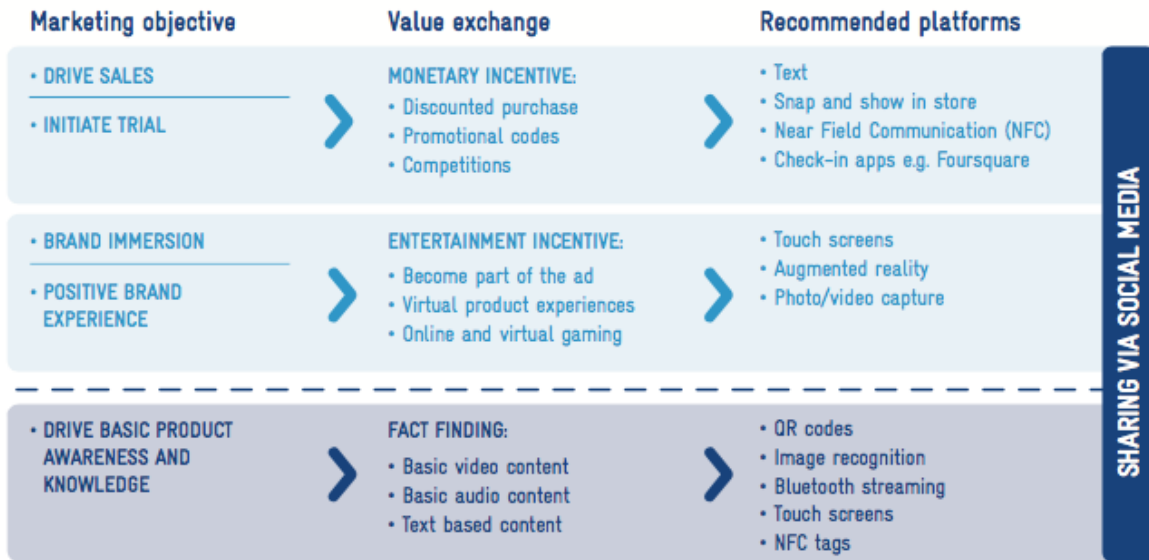 Marketing objective
Value exchange
Recommended platforms
• DRIVE SALES
• INITIATE TRIAL
MONETARY INCENTIVE:
• Discounted purchase
• Promotional codes
• Competitions
• Text
• Snap and show in store
• Near Field Communication (NFC)
• Check-in apps e.g. Foursquare
• BRAND IMMERSION
• POSITIVE BRAND
EXPERIENCE
ENTERTAINMENT INCENTIVE:
• Become part of the ad
• Virtual product experiences
• Online and virtual gaming
• Touch screens
• Augmented reality
• Photo/video capture
• DRIVE BASIC PRODUCT
AWARENESS AND
KNOWLEDGE
FACT FINDING:
• Basic video content
• Basic audio content
• Text based content
• QR codes
• Image recognition
• Bluetooth streaming
• Touch screens
• NFC tags
SHARING VIA SOCIAL MEDIA